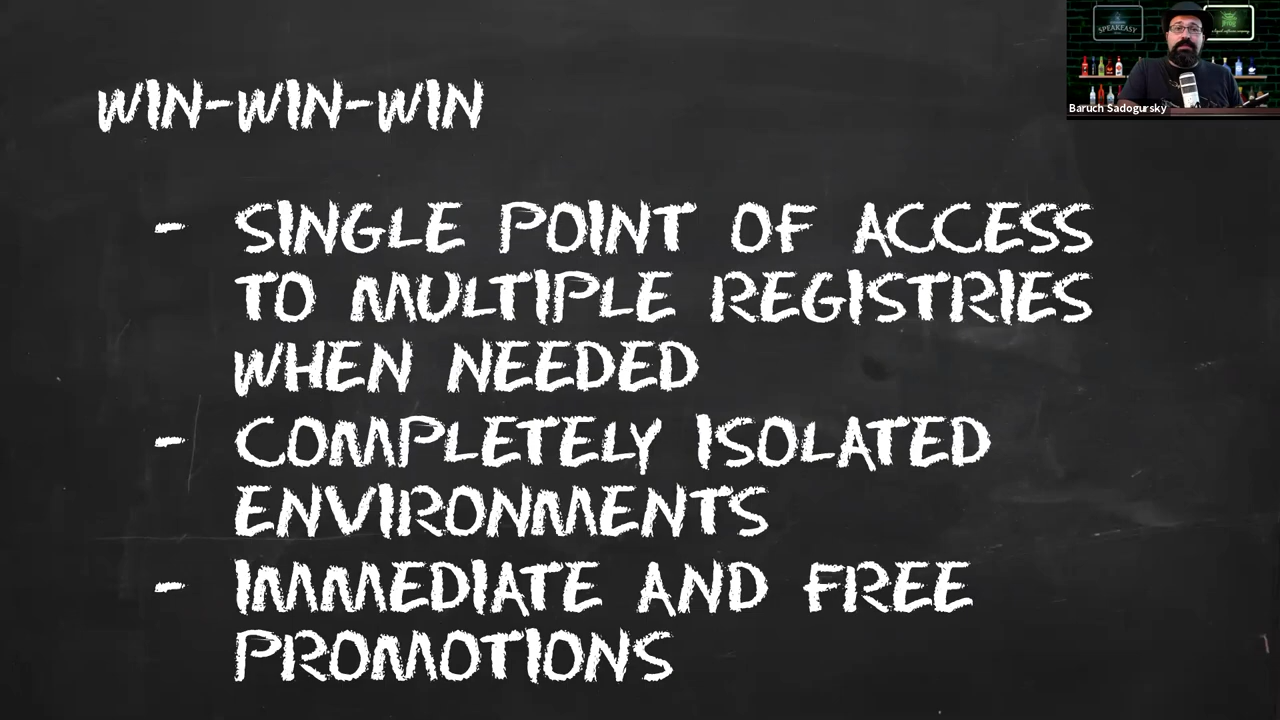 WIN-WIN-WIN
- SINGLE POINT OF ACCESS
TO MULTIPLE REGISTRIES
WHEN NEEDED
- COMPLETELY ISOLATED
ENVIRONMENTS
- IMMEDIATE AND FREE
PROMOTIONS
SPEAKEASY
Baruch Sadogursky